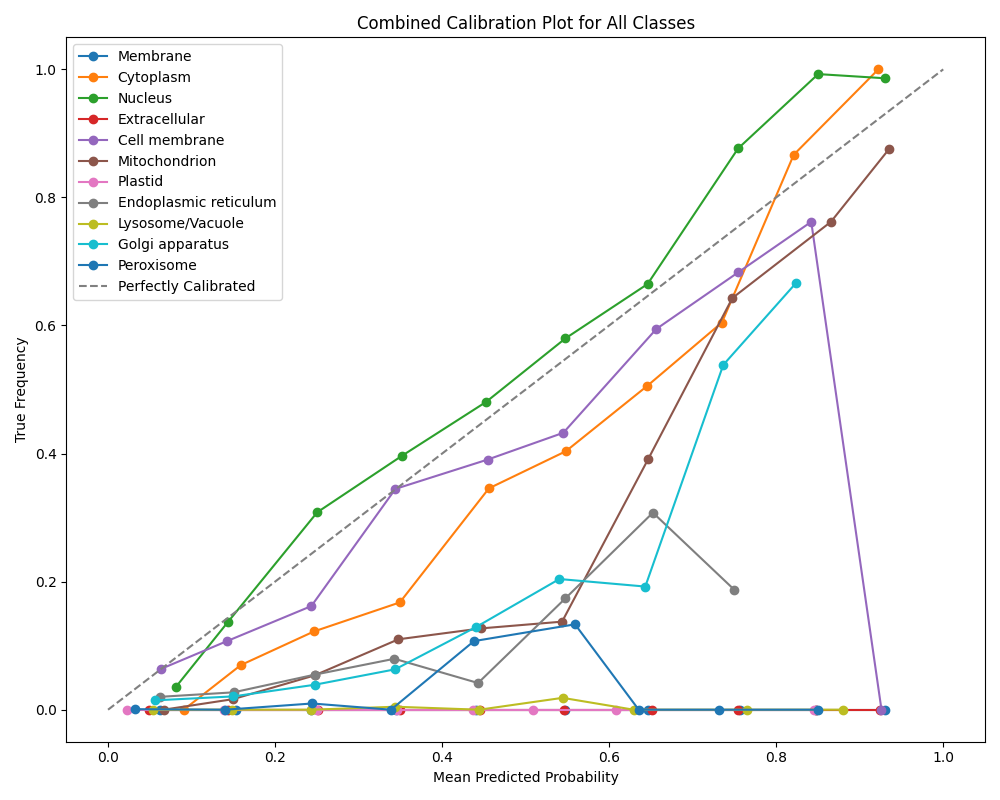 Combined Calibration Plot for All Classes
Membrane
Cytoplasm
Nucleus
Extracellular
Cell membrane
Mitochondrion
Plastid
Endoplasmic reticulum
Lysosome/Vacuole
Golgi apparatus
Peroxisome
Perfectly Calibrated
True Frequency
1.0
0.8
0.6
0.4
0.2
0.0
0.0 0.2 0.4 0.6 0.8 1.0
Mean Predicted Probability